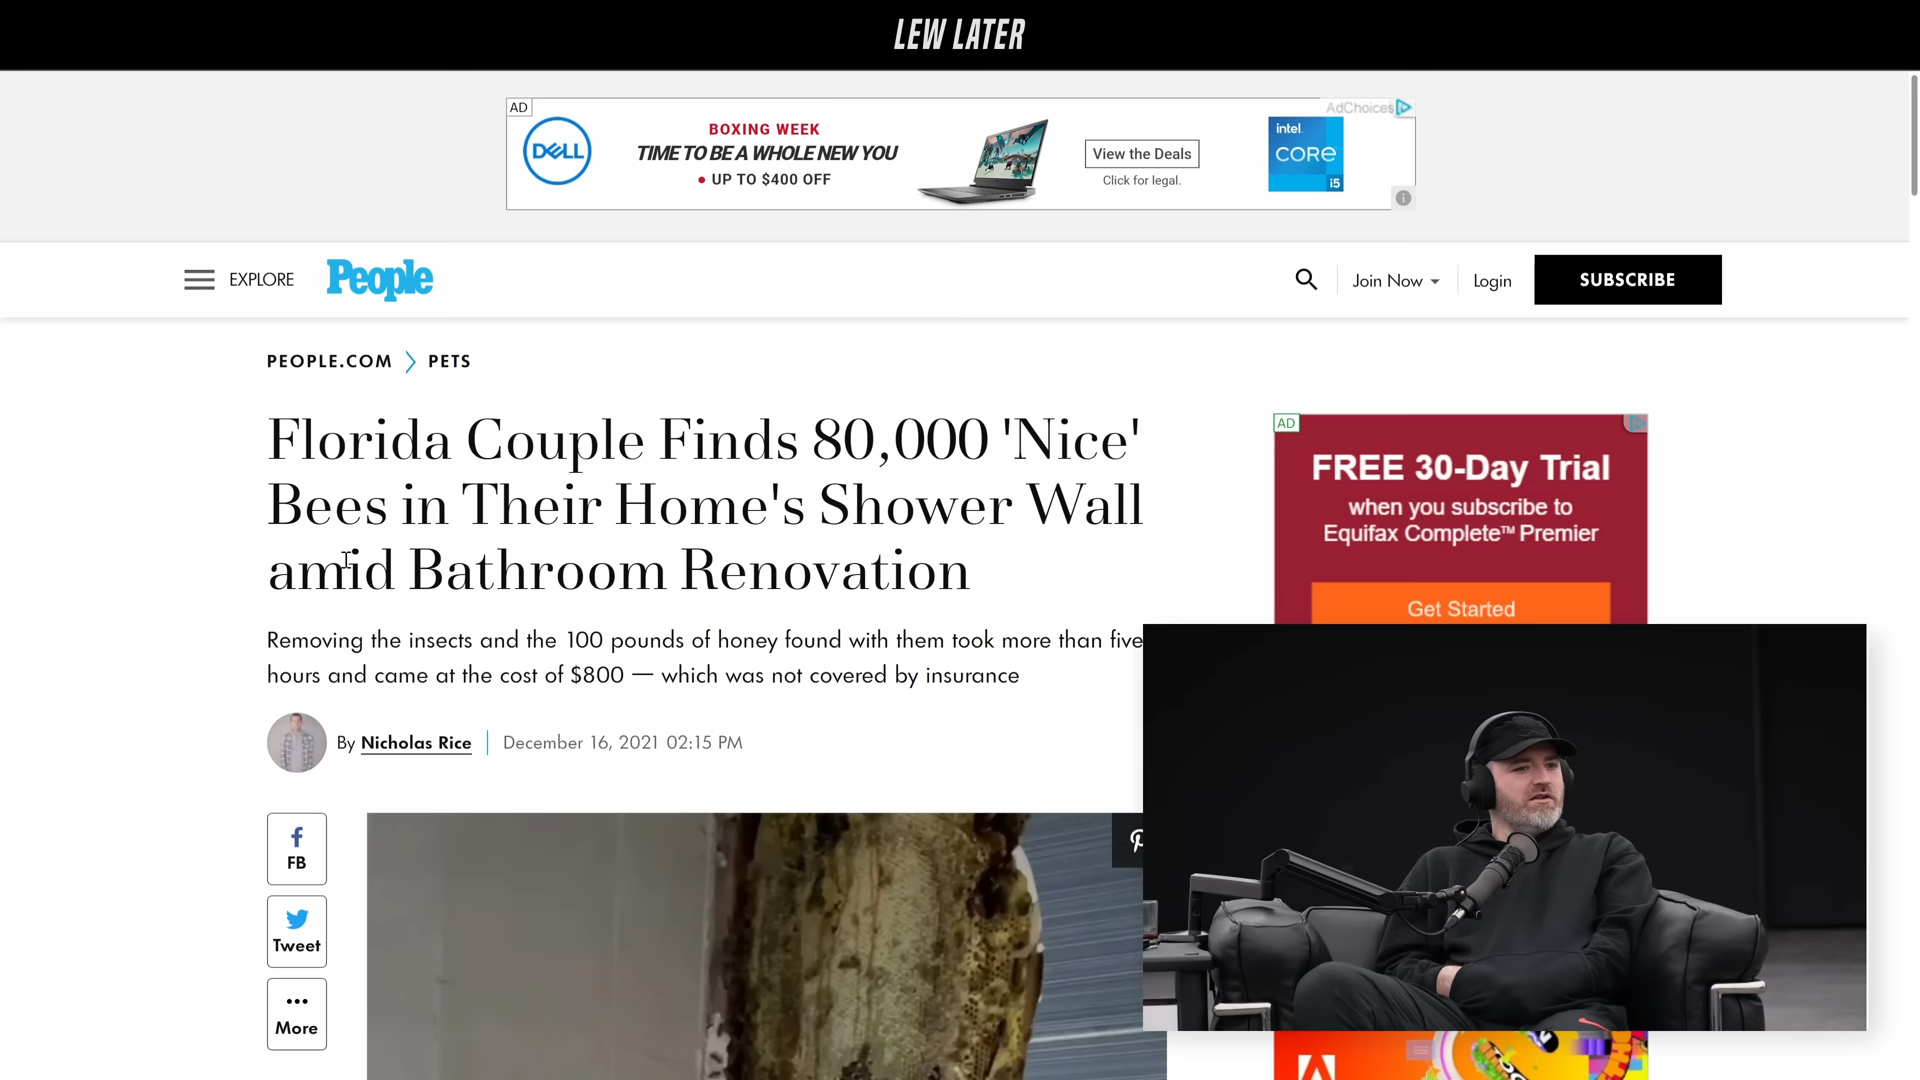 LEW LATER
AD
AdChoices
DELL
BOXING WEEK
TIME TO BE A WHOLE NEW YOU
• UP TO $400 OFF
View the Deals
Click for legal.
intel.
CORE
i5
EXPLORE
People
Join Now
Login
SUBSCRIBE
PEOPLE.COM
PETS
Florida Couple Finds 80,000 'Nice'
Bees in Their Home's Shower Wall
amid Bathroom Renovation
Removing the insects and the 100 pounds of honey found with them took more than five
hours and came at the cost of $800 — which was not covered by insurance
By Nicholas Rice
December 16, 2021 02:15 PM
FB
Tweet
More
AD
FREE 30-Day Trial
when you subscribe to
Equifax Complete™ Premier
Get Started